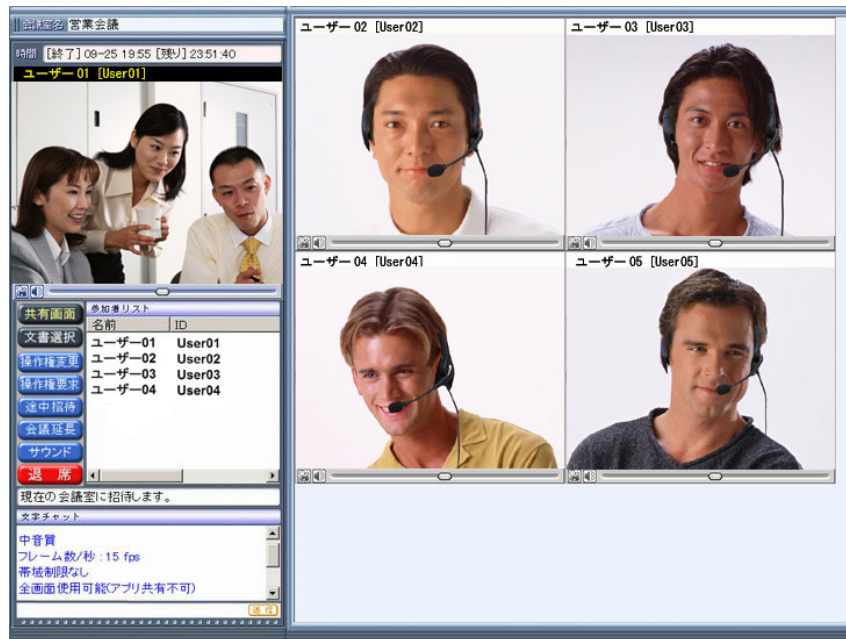 会議室名 営業会議
時間 [終了] 09-25 19:55 [残り] 23:51:40
ユーザー 01 [User01]
共有画面
文書選択
操作権変更
操作権要求
途中招待
会議延長
サウンド
退 席
参加者リスト
名前 ID
ユーザー01 User01
ユーザー02 User02
ユーザー03 User03
ユーザー04 User04
現在の会議室に招待します。
文字チャット
中音質
フレーム数/秒 : 15 fps
帯域制限なし
全画面使用可能(アプリ共有不可)
送信
ユーザー 02 [User02]
ユーザー 03 [User03]
ユーザー 04 [User04]
ユーザー 05 [User05]